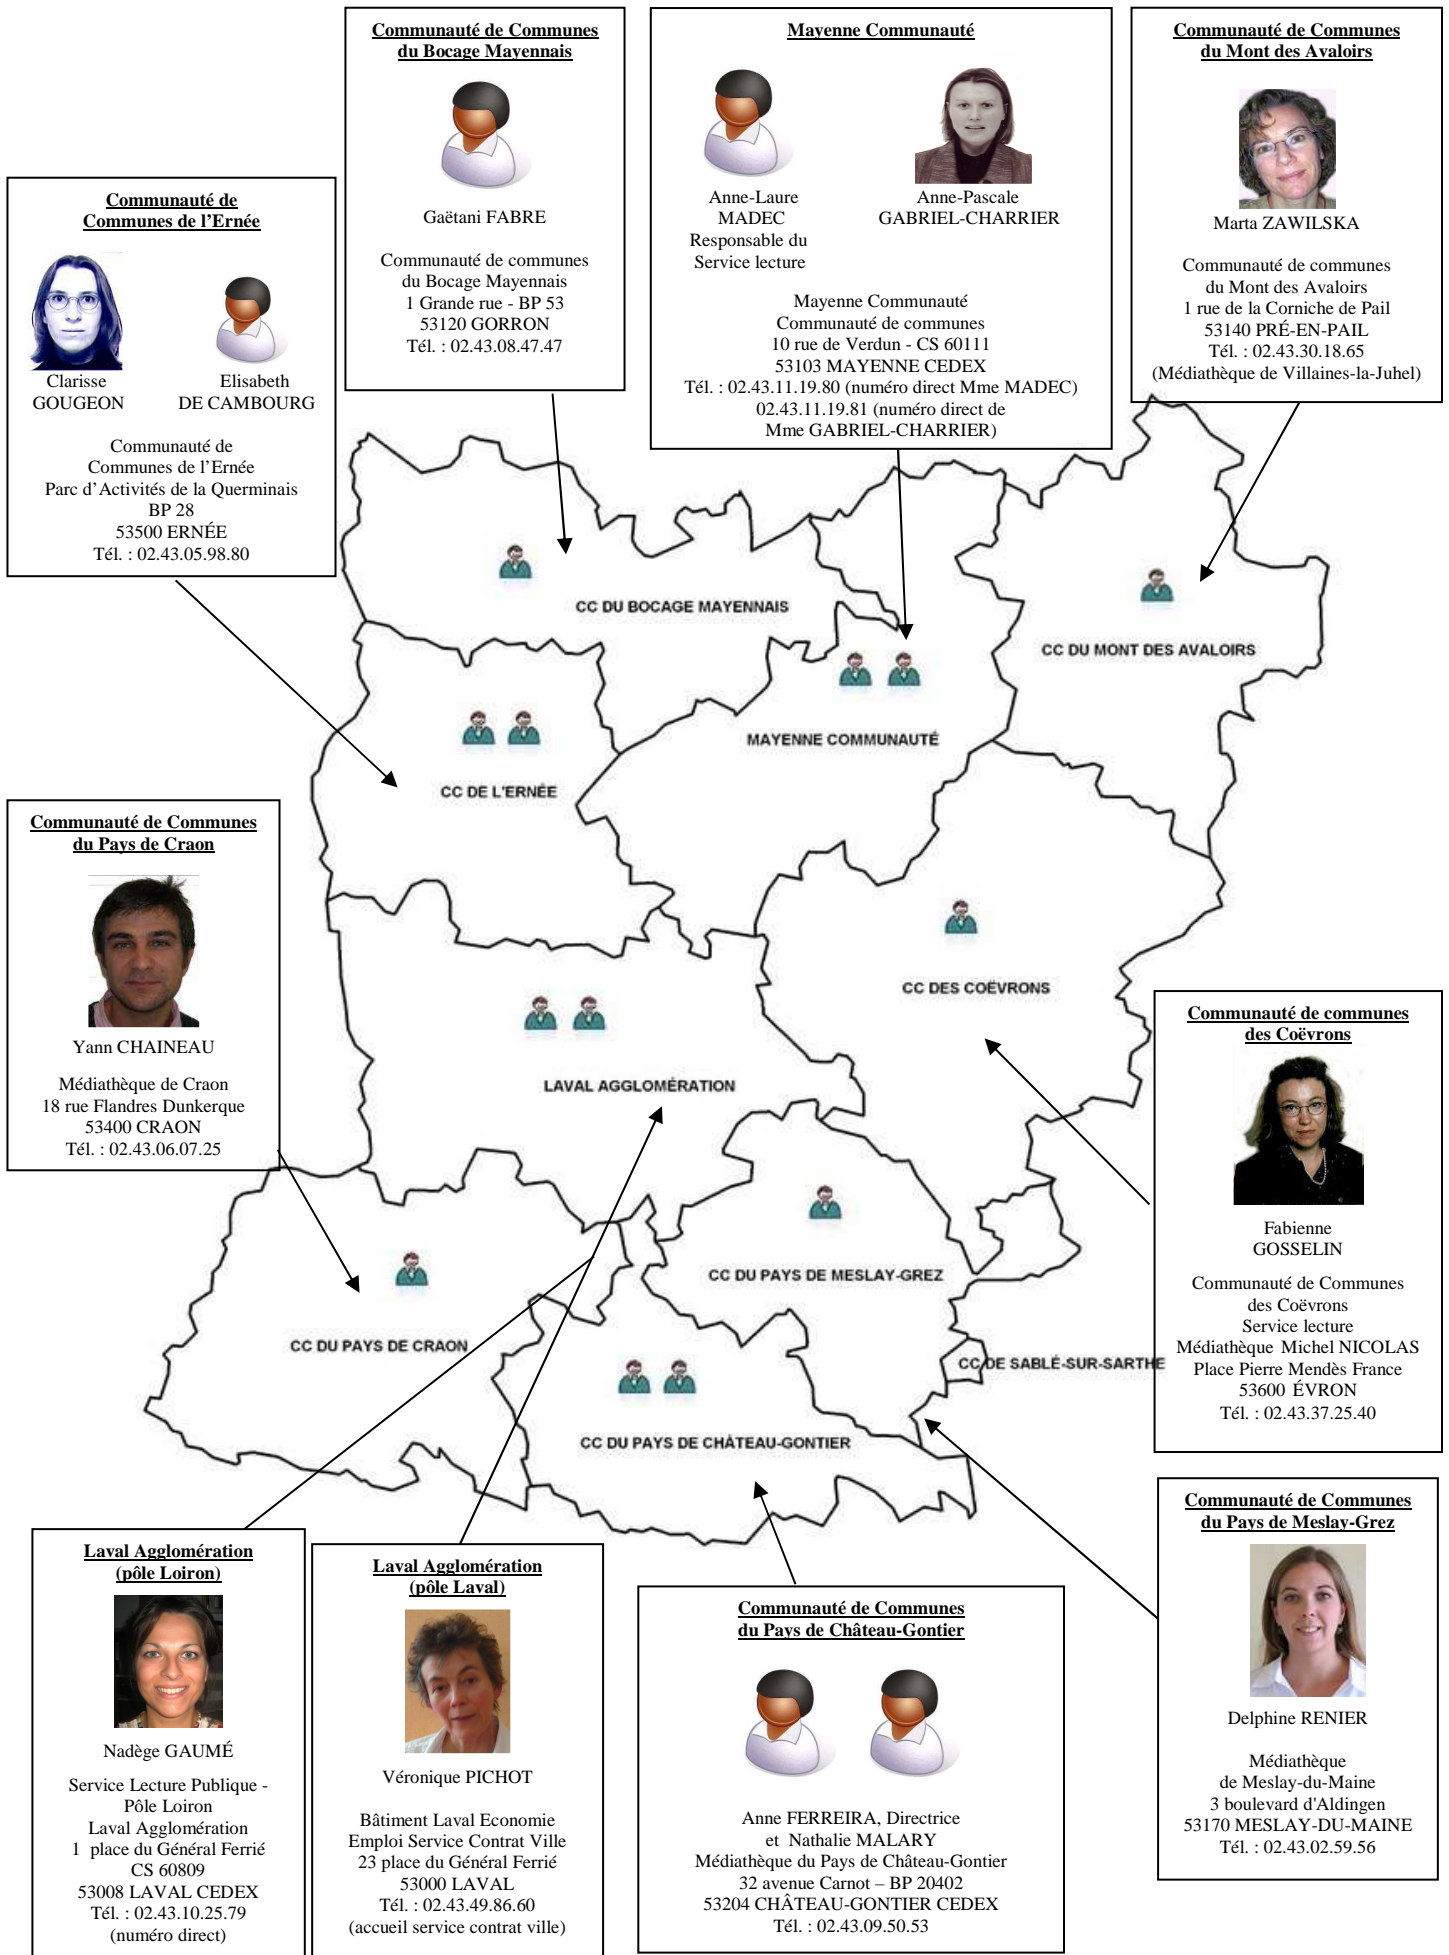 Communauté de Communes
du Bocage Mayennais
Gaëtani FABRE
Communauté de communes
du Bocage Mayennais
1 Grande rue - BP 53
53120 GORRON
Tél. : 02.43.08.47.47
Mayenne Communauté
Anne-Laure
MADEC
Responsable du
Service lecture
Anne-Pascale
GABRIEL-CHARRIER
Mayenne Communauté
Communauté de communes
10 rue de Verdun - CS 60111
53103 MAYENNE CEDEX
Tél. : 02.43.11.19.80 (numéro direct Mme MADEC)
02.43.11.19.81 (numéro direct de
Mme GABRIEL-CHARRIER)
Communauté de Communes
du Mont des Avaloirs
Marta ZAWILSKA
Communauté de communes
du Mont des Avaloirs
1 rue de la Corniche de Pail
53140 PRÉ-EN-PAIL
Tél. : 02.43.30.18.65
(Médiathèque de Villaines-la-Juhel)
Communauté de
Communes de l’Ernée
Clarisse
GOUGEON
Elisabeth
DE CAMBOURG
Communauté de
Communes de l’Ernée
Parc d’Activités de la Querminais
BP 28
53500 ERNÉE
Tél. : 02.43.05.98.80
CC DU BOCAGE MAYENNAIS
CC DU MONT DES AVALOIRS
MAYENNE COMMUNAUTÉ
CC DE L'ERNÉE
CC DES COËVRONS
LAVAL AGGLOMÉRATION
CC DU PAYS DE MESLAY-GREZ
CC DU PAYS DE CRAON
CC DE SABLÉ-SUR-SARTHE
CC DU PAYS DE CHÂTEAU-GONTIER
Communauté de Communes
du Pays de Craon
Yann CHAINEAU
Médiathèque de Craon
18 rue Flandres Dunkerque
53400 CRAON
Tél. : 02.43.06.07.25
Communauté de communes
des Coëvrons
Fabienne
GOSSELIN
Communauté de Communes
des Coëvrons
Service lecture
Médiathèque Michel NICOLAS
Place Pierre Mendès France
53600 ÉVRON
Tél. : 02.43.37.25.40
Laval Agglomération
(pôle Loiron)
Nadège GAUMÉ
Service Lecture Publique -
Pôle Loiron
Laval Agglomération
1 place du Général Ferrié
CS 60809
53008 LAVAL CEDEX
Tél. : 02.43.10.25.79
(numéro direct)
Laval Agglomération
(pôle Laval)
Véronique PICHOT
Bâtiment Laval Economie
Emploi Service Contrat Ville
23 place du Général Ferrié
53000 LAVAL
Tél. : 02.43.49.86.60
(accueil service contrat ville)
Communauté de Communes
du Pays de Château-Gontier
Anne FERREIRA, Directrice
et Nathalie MALARY
Médiathèque du Pays de Château-Gontier
32 avenue Carnot – BP 20402
53204 CHÂTEAU-GONTIER CEDEX
Tél. : 02.43.09.50.53
Communauté de Communes
du Pays de Meslay-Grez
Delphine RENIER
Médiathèque
de Meslay-du-Maine
3 boulevard d'Aldingen
53170 MESLAY-DU-MAINE
Tél. : 02.43.02.59.56